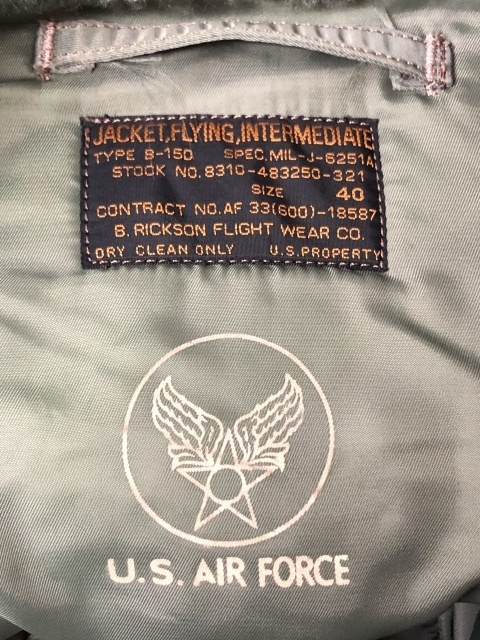 JACKET,FLYING,INTERMEDIATE
TYPE B-15D SPEC.MIL-J-6251A
STOCK NO.8310-483250-321
SIZE 40
CONTRACT NO.AF 33(600)-18587
B. RICKSON FLIGHT WEAR CO.
DRY CLEAN ONLY U.S.PROPERTY
U.S. AIR FORCE